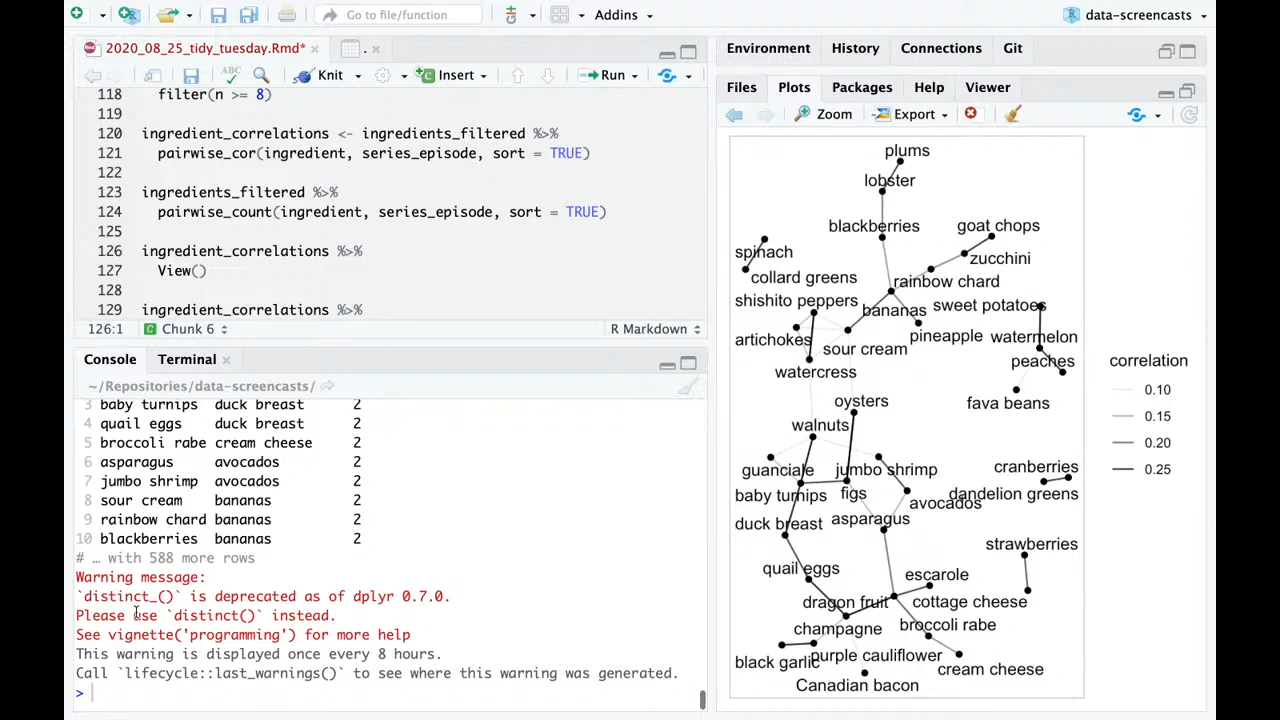 Go to file/function
Addins
data-screencasts
2020_08_25_tidy_tuesday.Rmd*
.
ABC
Knit
Insert
Run
118 filter(n >= 8)
119
120 ingredient_correlations <- ingredients_filtered %>%
121 pairwise_cor(ingredient, series_episode, sort = TRUE)
122
123 ingredients_filtered %>%
124 pairwise_count(ingredient, series_episode, sort = TRUE)
125
126 ingredient_correlations %>%
127 View()
128
129 ingredient_correlations %>%
126:1 Chunk 6 R Markdown
Console Terminal
~/Repositories/data-screencasts/
3 baby turnips duck breast 2
4 quail eggs duck breast 2
5 broccoli rabe cream cheese 2
6 asparagus avocados 2
7 jumbo shrimp avocados 2
8 sour cream bananas 2
9 rainbow chard bananas 2
10 blackberries bananas 2
# … with 588 more rows
Warning message:
`distinct_()` is deprecated as of dplyr 0.7.0.
Please use `distinct()` instead.
See vignette('programming') for more help
This warning is displayed once every 8 hours.
Call `lifecycle::last_warnings()` to see where this warning was generated.
>
Environment History Connections Git
Files Plots Packages Help Viewer
Zoom Export
plums
lobster
blackberries
goat chops
spinach
zucchini
collard greens
rainbow chard
shishito peppers
sweet potatoes
bananas
artichokes
pineapple
watermelon
sour cream
peaches
watercress
oysters
fava beans
walnuts
guanciale
jumbo shrimp
cranberries
baby turnips
figs
dandelion greens
avocados
duck breast
asparagus
strawberries
quail eggs
escarole
dragon fruit
cottage cheese
champagne
broccoli rabe
black garlic
purple cauliflower
cream cheese
Canadian bacon
correlation
0.10
0.15
0.20
0.25